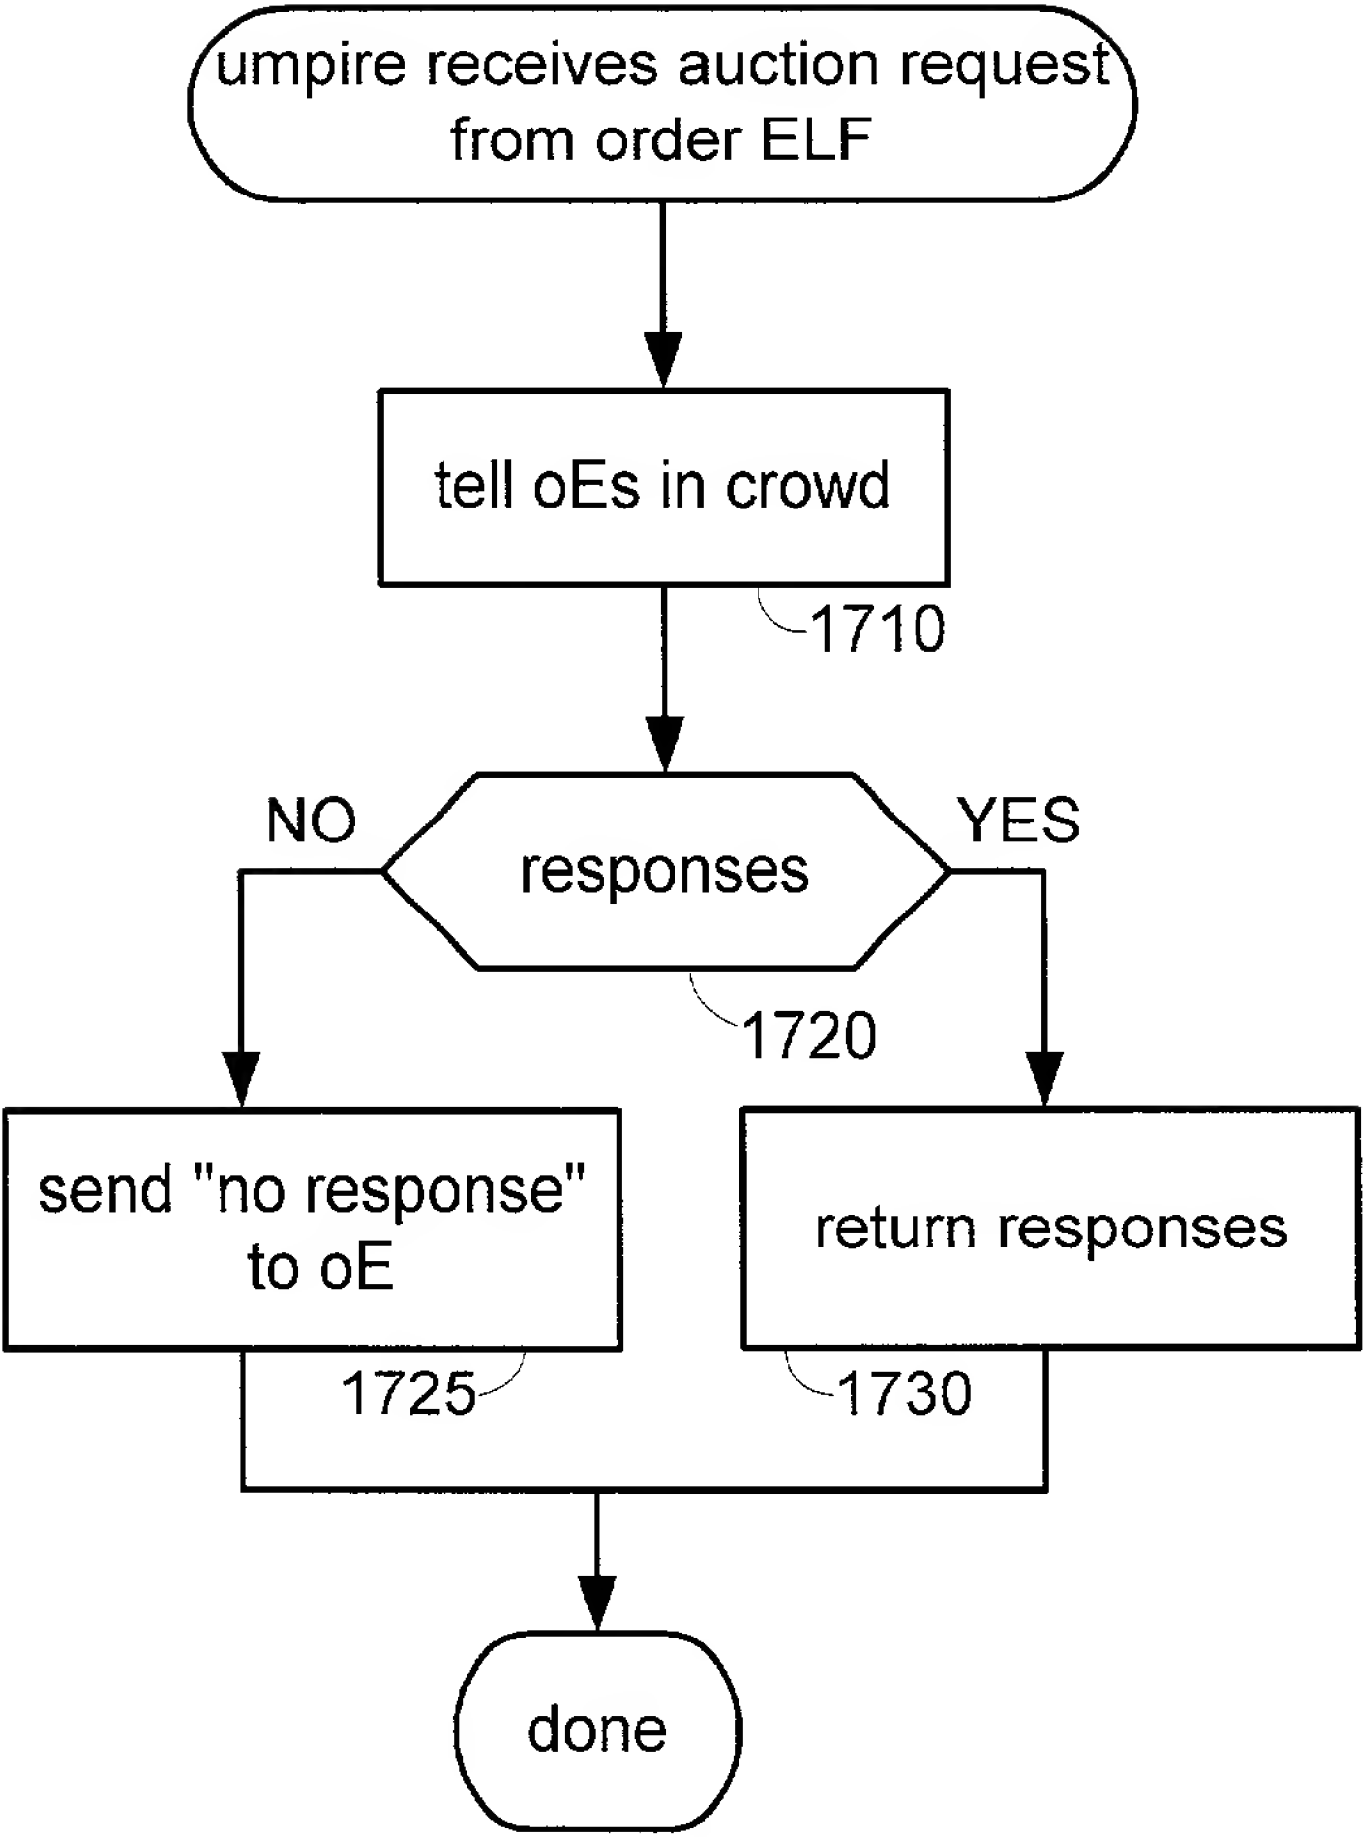 umpire receives auction request
from order ELF
tell oEs in crowd
1710
NO
YES
responses
1720
send "no response"
to oE
return responses
1725
1730
done